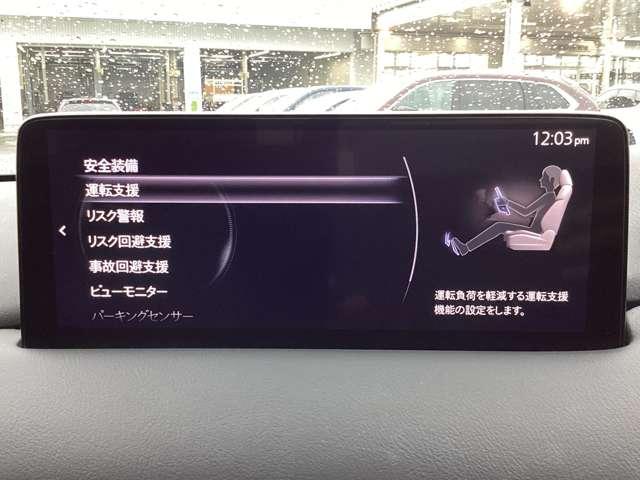 12:03pm
安全装備
運転支援
リスク警報
リスク回避支援
事故回避支援
ビューモニター
パーキングセンサー
運転負荷を軽減する運転支援
機能の設定をします。